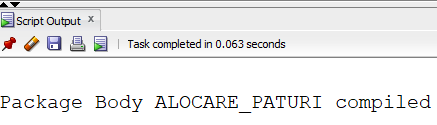 Script Output x
Task completed in 0.063 seconds
Package Body ALOCARE_PATURI compiled